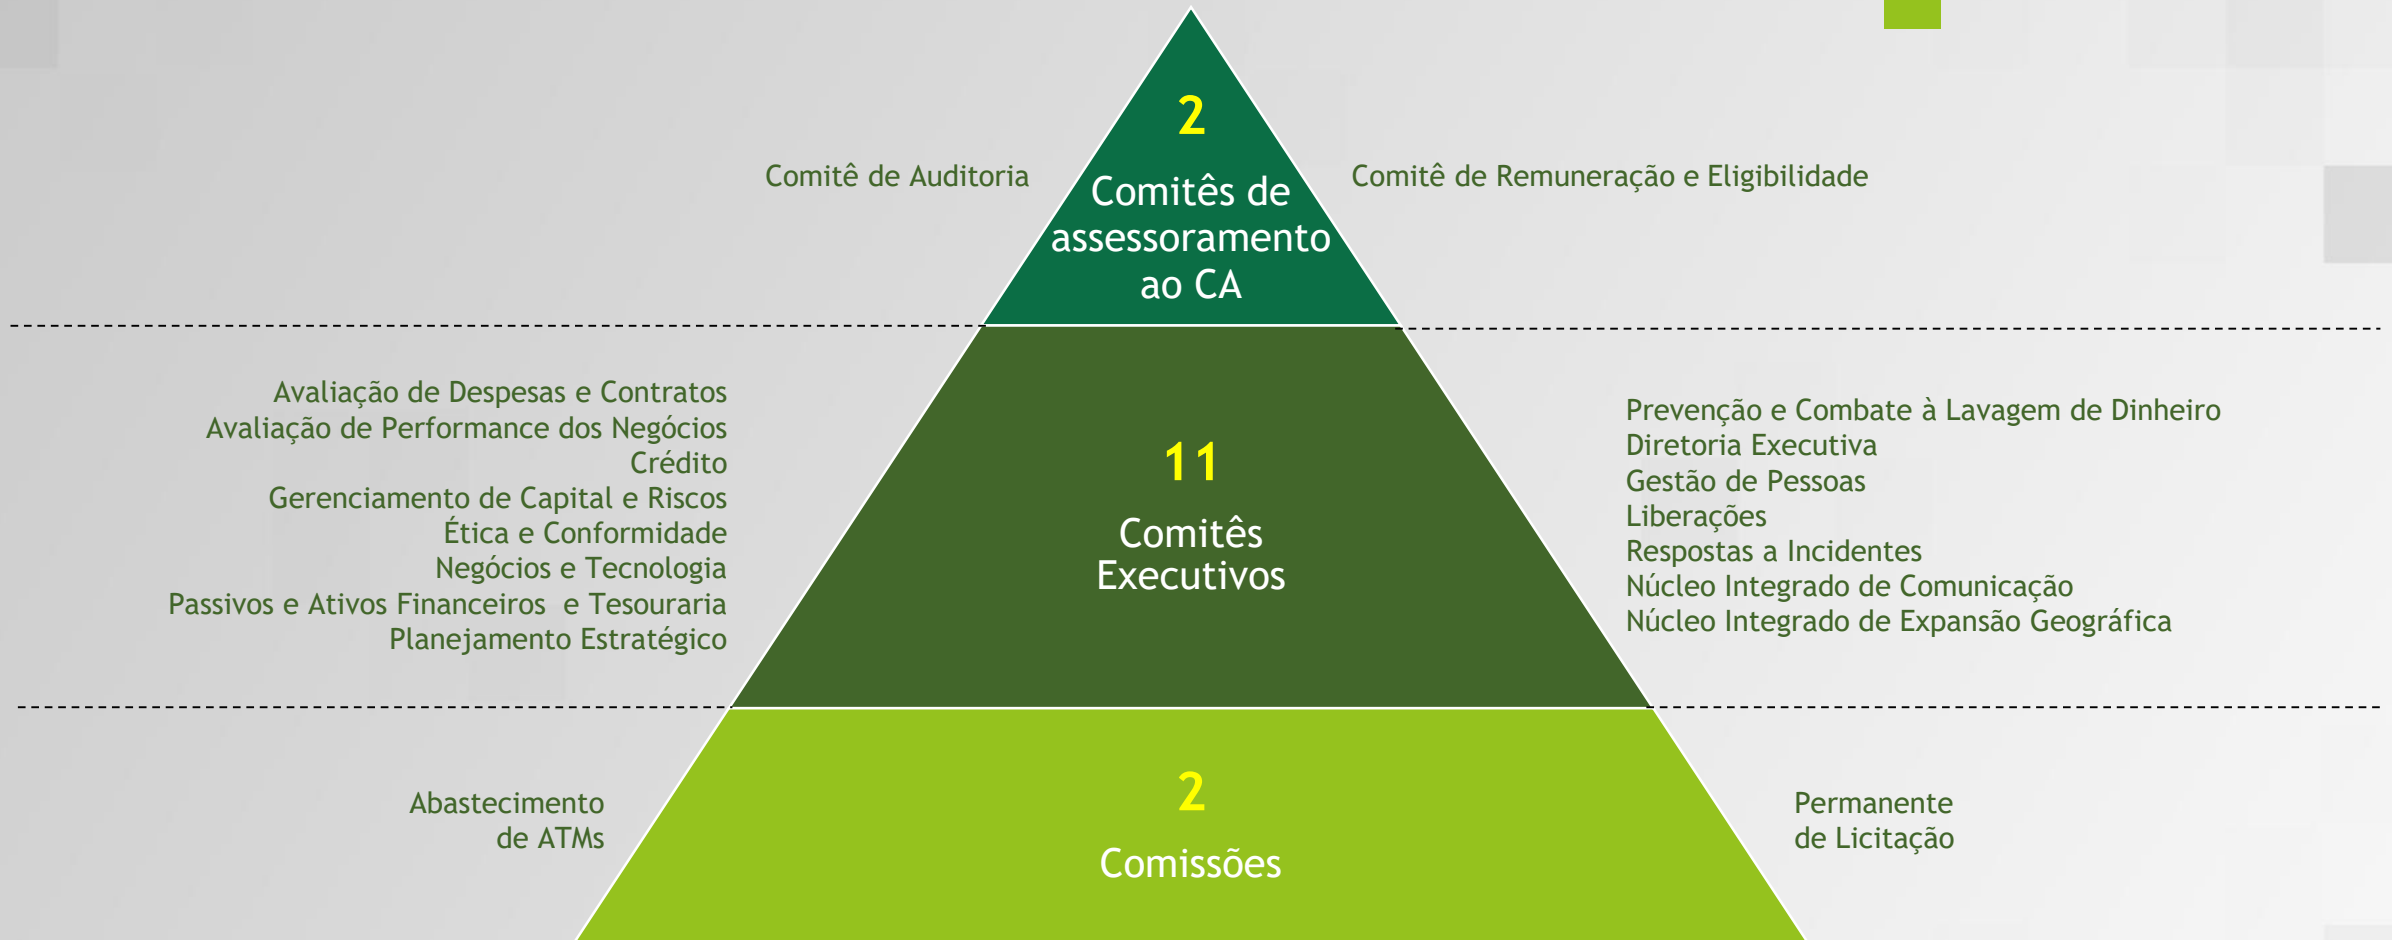 2
Comitê de Auditoria
Comitês de
assessoramento
ao CA
Comitê de Remuneração e Eligibilidade
Avaliação de Despesas e Contratos
Avaliação de Performance dos Negócios
Crédito
Gerenciamento de Capital e Riscos
Ética e Conformidade
Negócios e Tecnologia
Passivos e Ativos Financeiros e Tesouraria
Planejamento Estratégico
11
Comitês
Executivos
Prevenção e Combate à Lavagem de Dinheiro
Diretoria Executiva
Gestão de Pessoas
Liberações
Respostas a Incidentes
Núcleo Integrado de Comunicação
Núcleo Integrado de Expansão Geográfica
Abastecimento
de ATMs
2
Comissões
Permanente
de Licitação